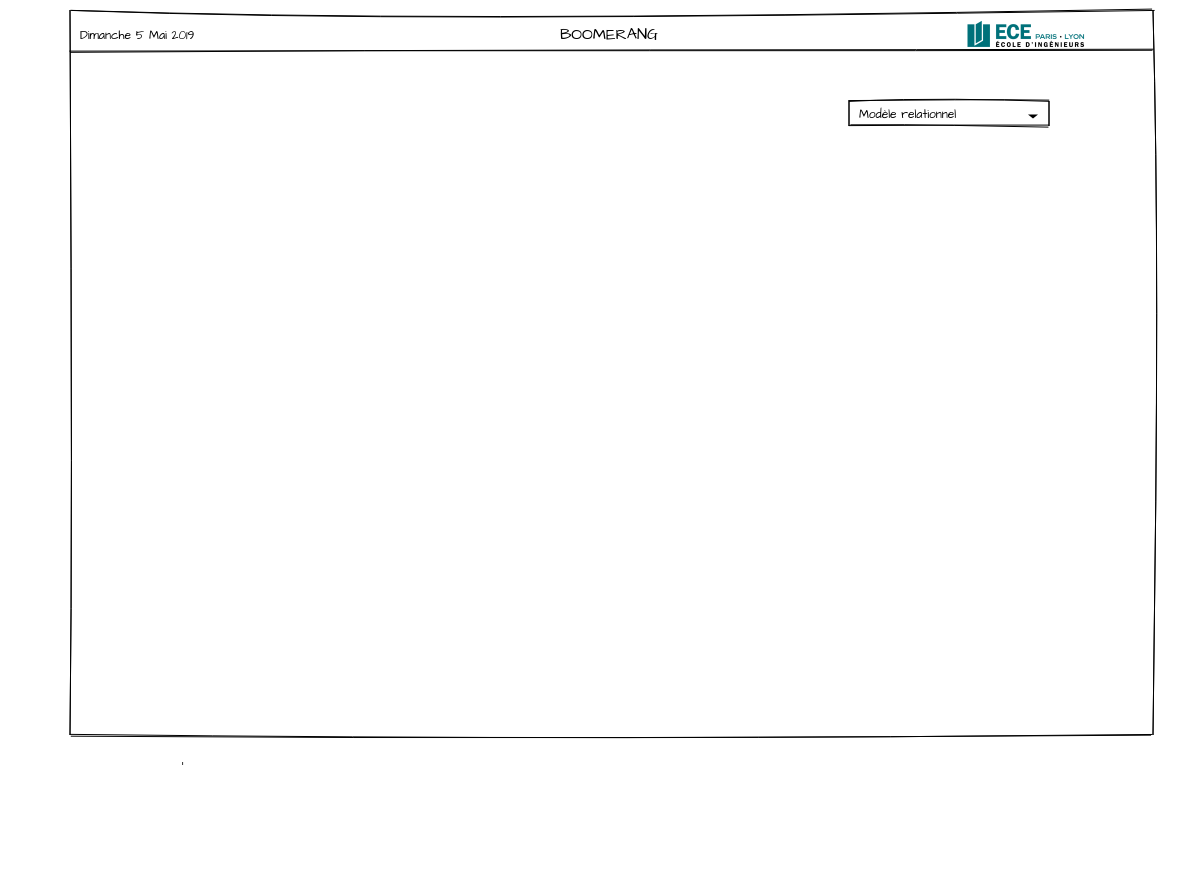 Dimanche 5 Mai 2019
BOOMERANG
ECE PARIS • LYON
ÉCOLE D'INGÉNIEURS
Modèle relationnel